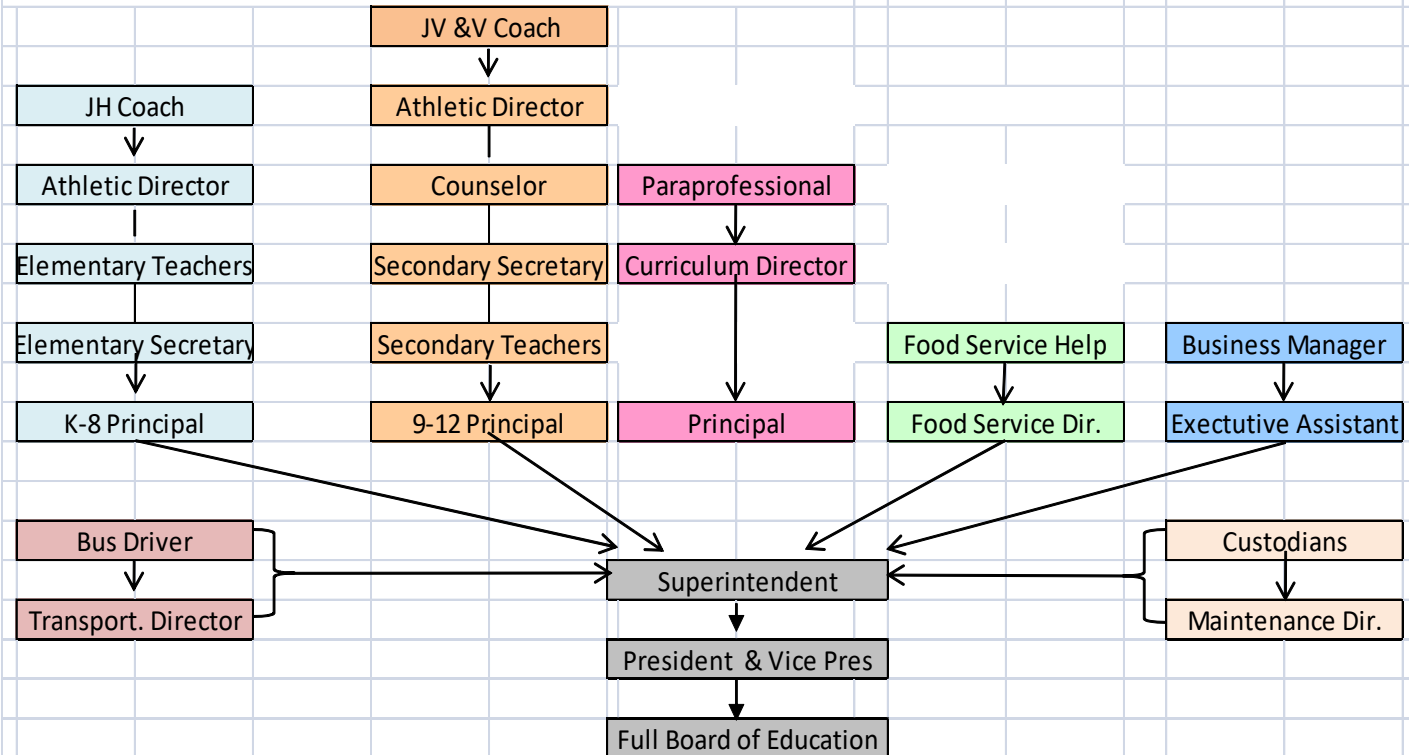 JV &V Coach
JH Coach
Athletic Director
Athletic Director
Counselor
Paraprofessional
Elementary Teachers
Secondary Secretary
Curriculum Director
Elementary Secretary
Secondary Teachers
Food Service Help
Business Manager
K-8 Principal
9-12 Principal
Principal
Food Service Dir.
Exectutive Assistant
Bus Driver
Custodians
Superintendent
Transport. Director
Maintenance Dir.
President & Vice Pres
Full Board of Education